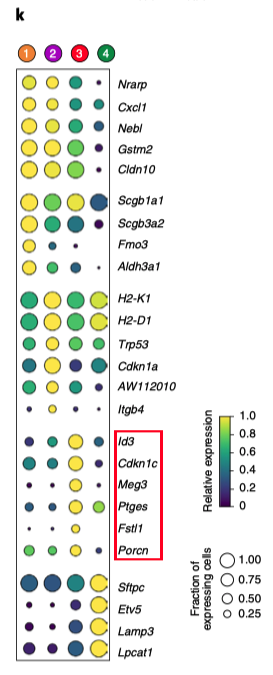 k
1 2 3 4
Nrarp
Cxcl1
Nebl
Gstm2
Cldn10
Scgb1a1
Scgb3a2
Fmo3
Aldh3a1
H2-K1
H2-D1
Trp53
Cdkn1a
AW112010
Itgb4
Id3
Cdkn1c
Meg3
Ptges
Fstl1
Porcn
Sftpc
Etv5
Lamp3
Lpcat1
Relative expression
1.0
0.8
0.6
0.4
0.2
0
Fraction of
expressing cells
1.00
0.75
0.50
0.25